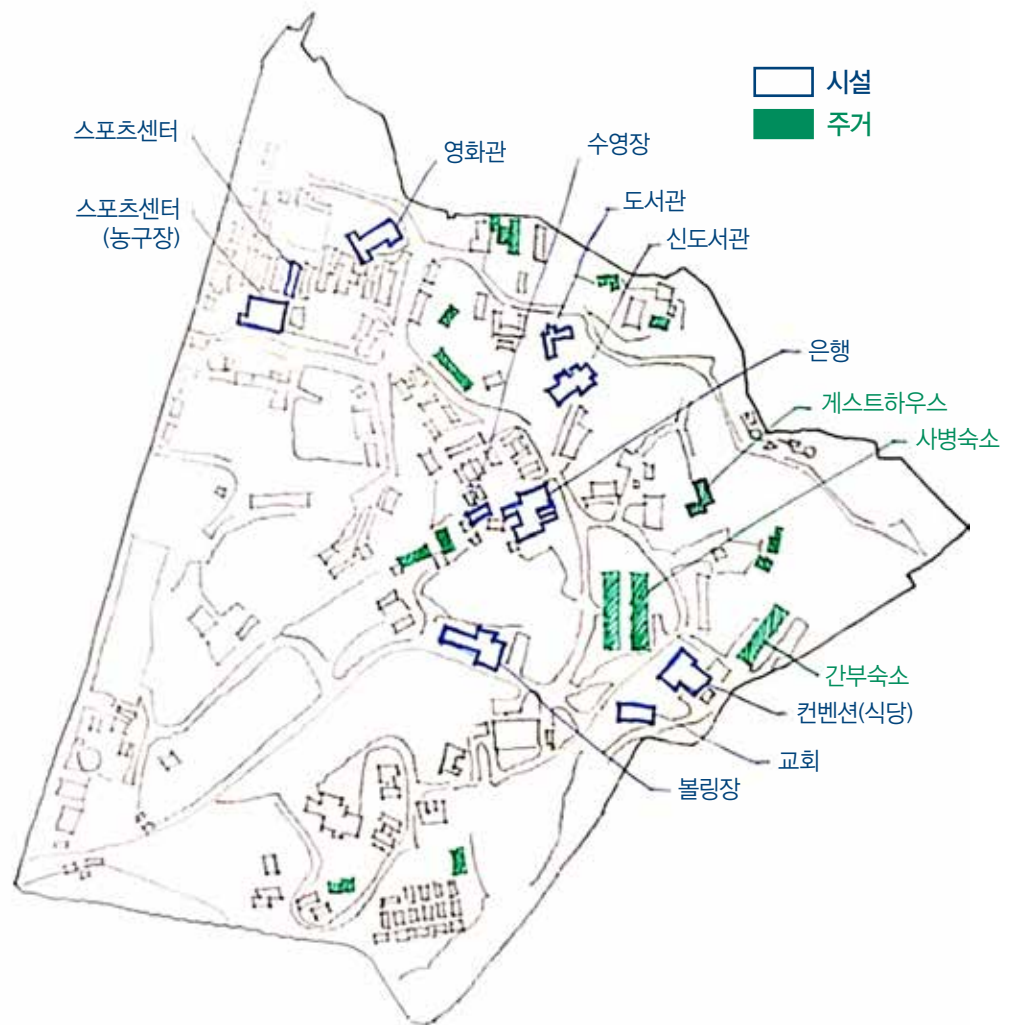 시설
주거
스포츠센터
영화관
수영장
스포츠센터
(농구장)
도서관
신도서관
은행
게스트하우스
사병숙소
간부숙소
컨벤션(식당)
교회
볼링장